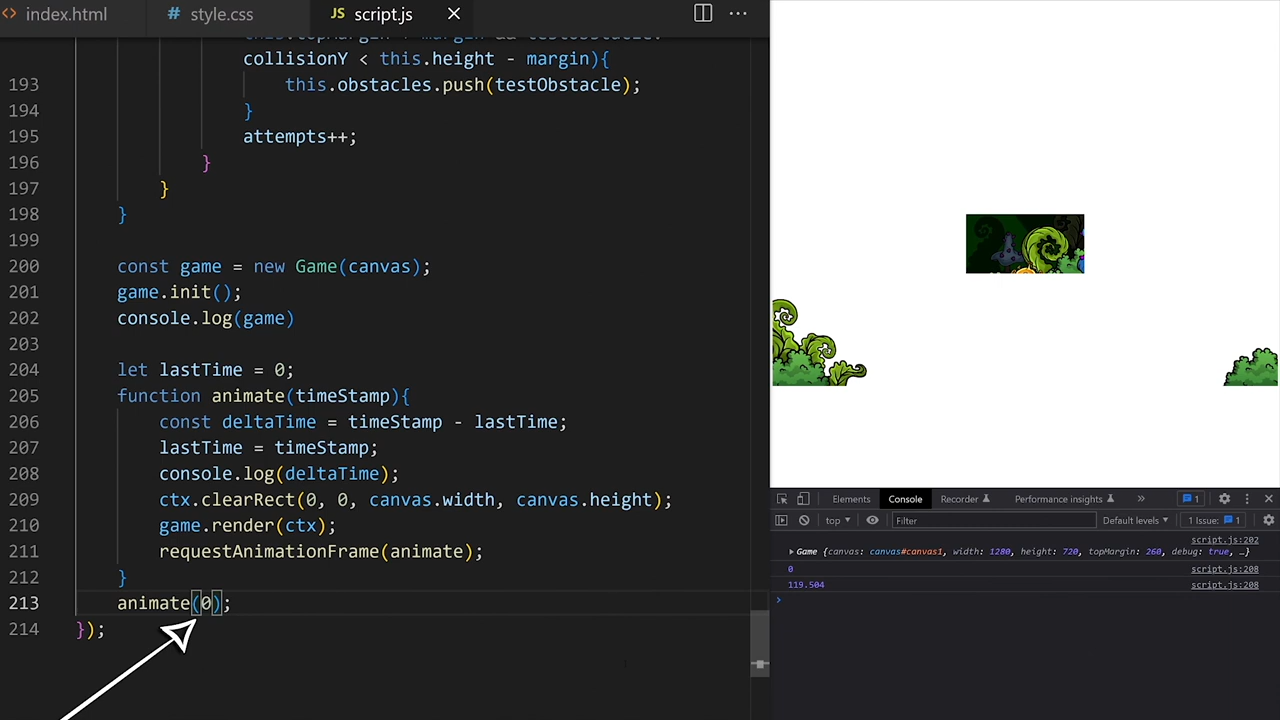 index.html
# style.css
JS script.js
collisionY < this.height - margin){
193 this.obstacles.push(testObstacle);
194 }
195 attempts++;
196 }
197 }
198 }
199
200 const game = new Game(canvas);
201 game.init();
202 console.log(game)
203
204 let lastTime = 0;
205 function animate(timeStamp){
206 const deltaTime = timeStamp - lastTime;
207 lastTime = timeStamp;
208 console.log(deltaTime);
209 ctx.clearRect(0, 0, canvas.width, canvas.height);
210 game.render(ctx);
211 requestAnimationFrame(animate);
212 }
213 animate(0);
214 });
Elements Console Recorder Performance insights » 1
top Filter Default levels 1 Issue: 1
script.js:202
Game {canvas: canvas#canvas1, width: 1280, height: 720, topMargin: 260, debug: true, …}
0 script.js:208
119.504 script.js:208